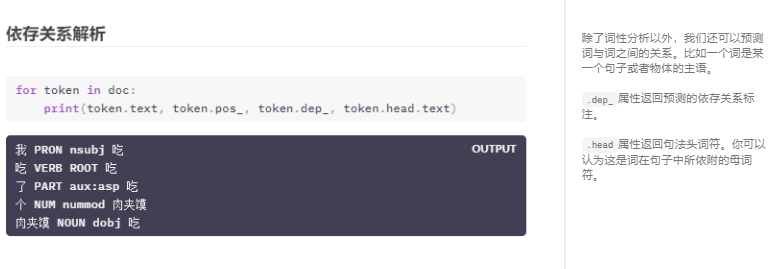 依存关系解析
for token in doc:
print(token.text, token.pos_, token.dep_, token.head.text)
OUTPUT
我 PRON nsubj 吃
吃 VERB ROOT 吃
了 PART aux:asp 吃
个 NUM nummod 肉夹馍
肉夹馍 NOUN dobj 吃
除了词性分析以外，我们还可以预测
词与词之间的关系。比如一个词是某
一个句子或者物体的主语。
.dep_ 属性返回预测的依存关系标
注。
.head 属性返回句法头词符。你可以
认为这是词在句子中所依附的母词
符。